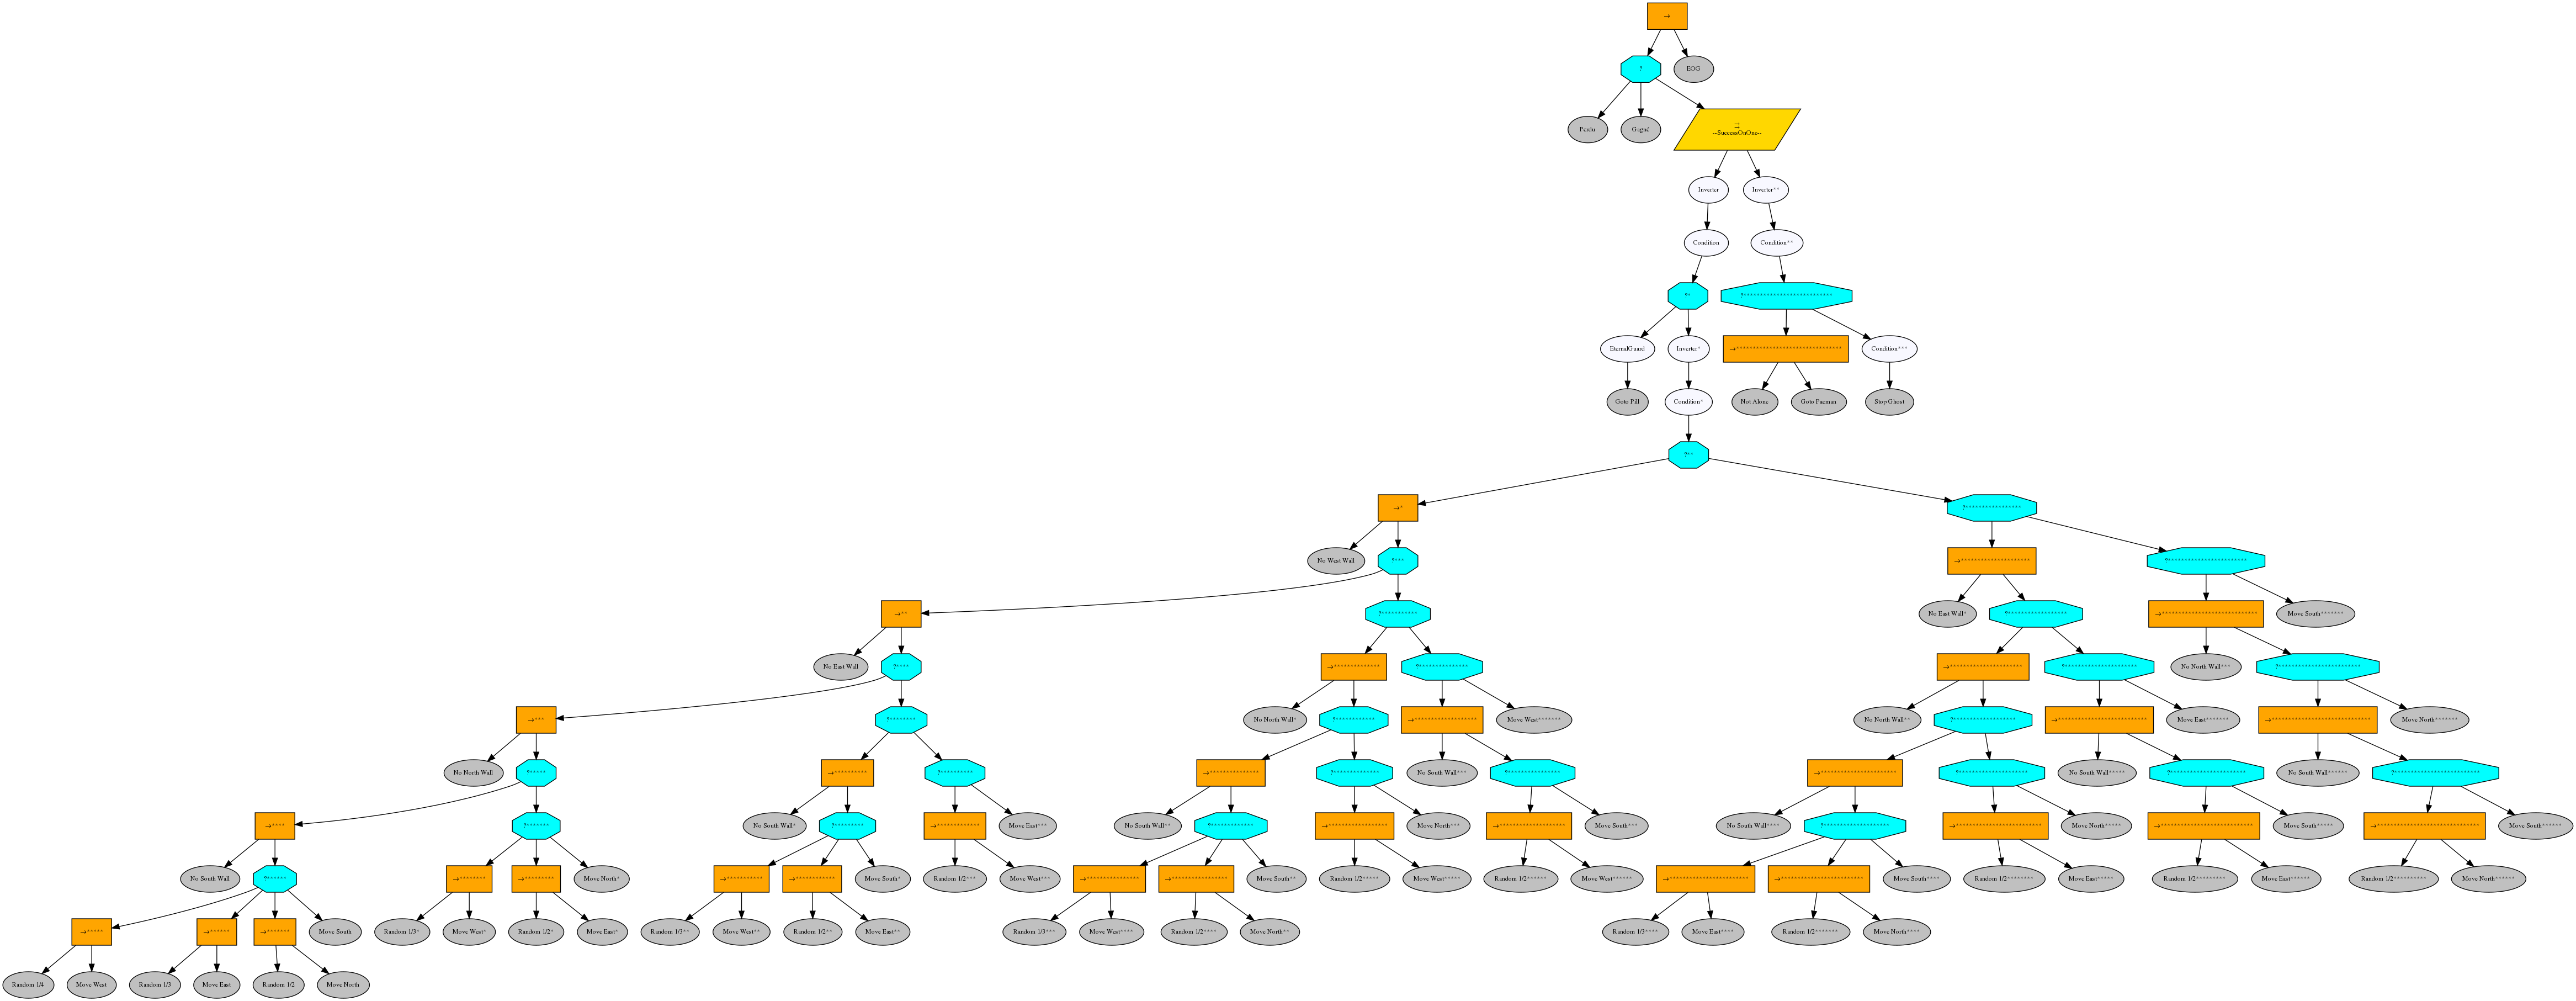 →
?
EOG
Perdu
Gagné
--SuccessOnOne--
Inverter
Inverter**
Condition
Condition**
?*
?***************************
EternalGuard
Inverter*
→********************************
Condition***
Goto Pill
Condition*
Not Alone
Goto Pacman
Stop Ghost
?**
→*
?*****************
No West Wall
?***
→*********************
?************************
→**
?***********
No East Wall*
?******************
→*****************************
Move South*******
No East Wall
?****
→**************
?***************
→**********************
?**********************
No North Wall***
?*************************
→***
?********
No North Wall*
?************
→*******************
Move West*******
No North Wall**
?*******************
→***************************
Move East*******
→******************************
Move North*******
No North Wall
?*****
→**********
?**********
→***************
?**************
No South Wall***
?****************
→***********************
?*********************
No South Wall*****
?***********************
No South Wall******
?**************************
→****
?*******
No South Wall*
?*********
→************
Move East***
No South Wall**
?*************
→******************
Move North***
→********************
Move South***
No South Wall****
?********************
→**************************
Move North*****
→****************************
Move South*****
→*******************************
Move South******
No South Wall
?******
→********
→*********
Move North*
→***********
→*************
Move South*
Random 1/2***
Move West***
→****************
→*****************
Move South**
Random 1/2*****
Move West*****
Random 1/2******
Move West******
→************************
→*************************
Move South****
Random 1/2********
Move East*****
Random 1/2*********
Move East******
Random 1/2**********
Move North******
→*****
→******
→*******
Move South
Random 1/3*
Move West*
Random 1/2*
Move East*
Random 1/3**
Move West**
Random 1/2**
Move East**
Random 1/3***
Move West****
Random 1/2****
Move North**
Random 1/3****
Move East****
Random 1/2*******
Move North****
Random 1/4
Move West
Random 1/3
Move East
Random 1/2
Move North